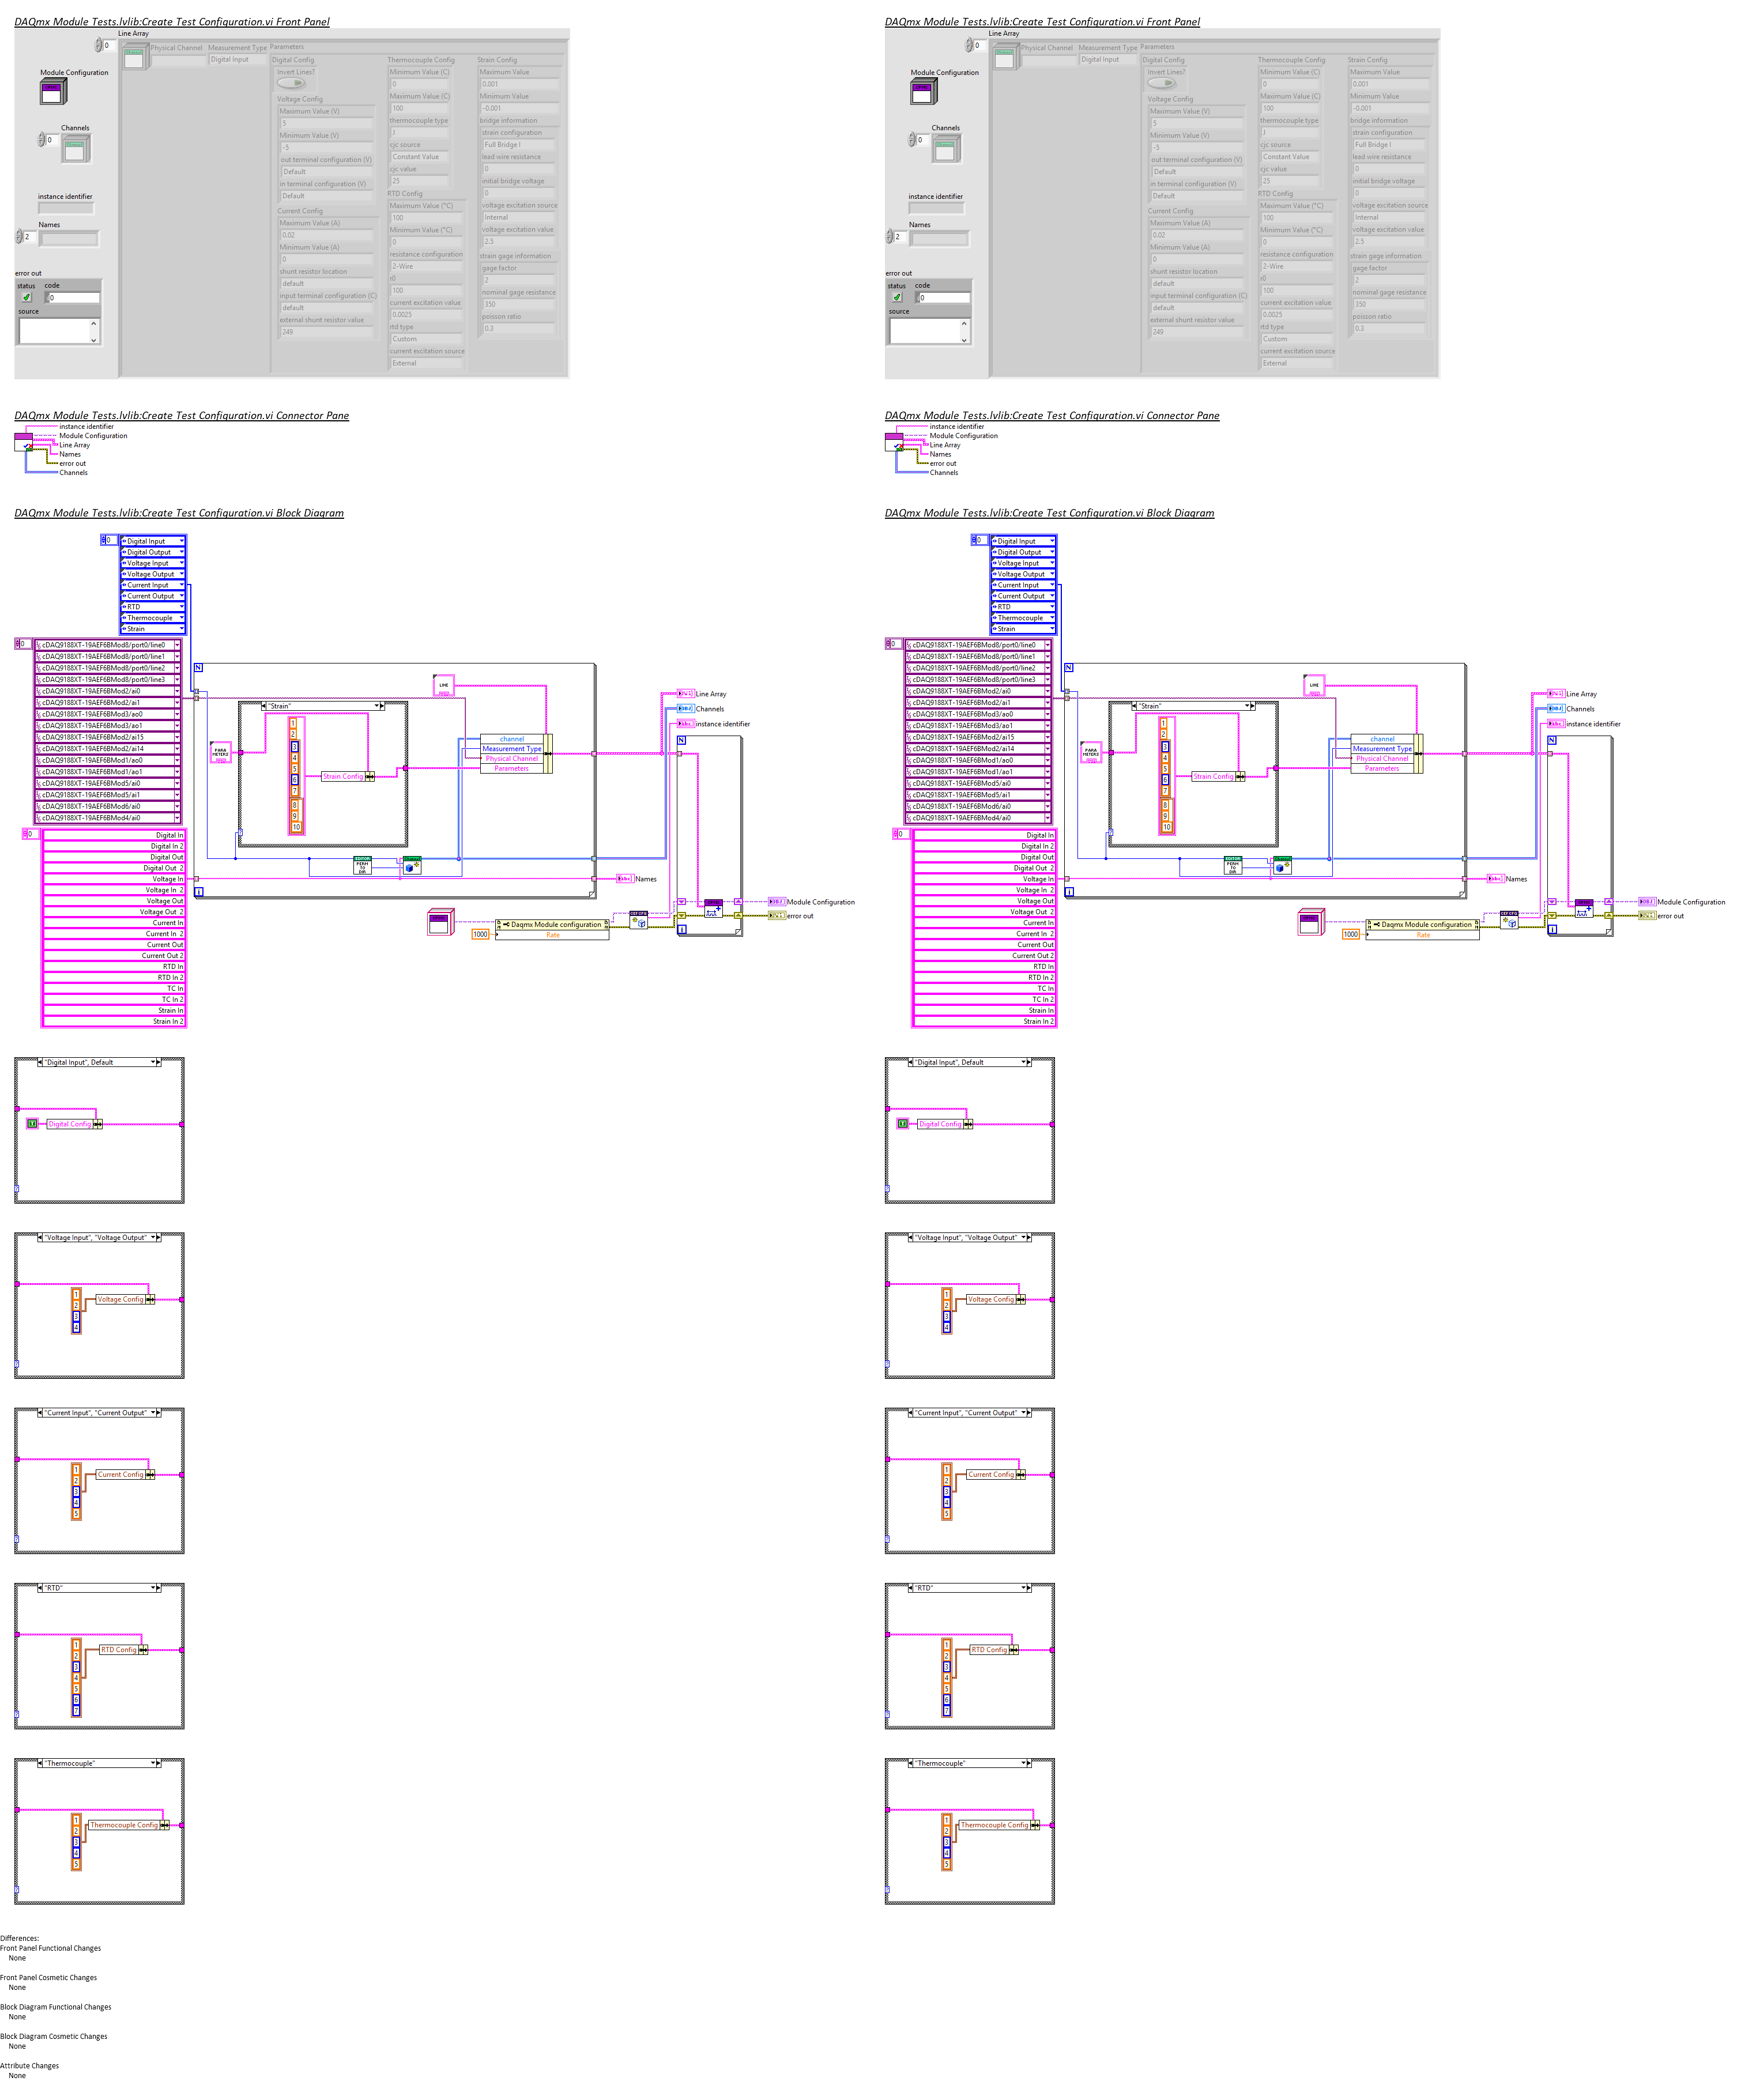 DAQmx Module Tests.lvlib:Create Test Configuration.vi Front Panel
Line Array
0
Physical Channel
Measurement Type
Digital Input
Parameters
Module Configuration
Channels
0
instance identifier
Names
2
error out
status
code
0
source
Digital Config
Invert Lines?
Voltage Config
Maximum Value (V)
5
Minimum Value (V)
-5
out terminal configuration (V)
Default
in terminal configuration (V)
Default
Current Config
Maximum Value (A)
0.02
Minimum Value (A)
0
shunt resistor location
default
input terminal configuration (C)
default
external shunt resistor value
249
Thermocouple Config
Minimum Value (C)
0
Maximum Value (C)
100
thermocouple type
J
cjc source
Constant Value
cjc value
25
RTD Config
Maximum Value (°C)
100
Minimum Value (°C)
0
resistance configuration
2-Wire
r0
100
current excitation value
0.0025
rtd type
Custom
current excitation source
External
Strain Config
Maximum Value
0.001
Minimum Value
-0.001
bridge information
strain configuration
Full Bridge I
lead wire resistance
0
initial bridge voltage
0
voltage excitation source
Internal
voltage excitation value
2.5
strain gage information
gage factor
2
nominal gage resistance
350
poisson ratio
0.3
DAQmx Module Tests.lvlib:Create Test Configuration.vi Front Panel
Line Array
0
Physical Channel
Measurement Type
Digital Input
Parameters
Module Configuration
Channels
0
instance identifier
Names
2
error out
status
code
0
source
Digital Config
Invert Lines?
Voltage Config
Maximum Value (V)
5
Minimum Value (V)
-5
out terminal configuration (V)
Default
in terminal configuration (V)
Default
Current Config
Maximum Value (A)
0.02
Minimum Value (A)
0
shunt resistor location
default
input terminal configuration (C)
default
external shunt resistor value
249
Thermocouple Config
Minimum Value (C)
0
Maximum Value (C)
100
thermocouple type
J
cjc source
Constant Value
cjc value
25
RTD Config
Maximum Value (°C)
100
Minimum Value (°C)
0
resistance configuration
2-Wire
r0
100
current excitation value
0.0025
rtd type
Custom
current excitation source
External
Strain Config
Maximum Value
0.001
Minimum Value
-0.001
bridge information
strain configuration
Full Bridge I
lead wire resistance
0
initial bridge voltage
0
voltage excitation source
Internal
voltage excitation value
2.5
strain gage information
gage factor
2
nominal gage resistance
350
poisson ratio
0.3
DAQmx Module Tests.lvlib:Create Test Configuration.vi Connector Pane
instance identifier
Module Configuration
Line Array
Names
error out
Channels
DAQmx Module Tests.lvlib:Create Test Configuration.vi Connector Pane
instance identifier
Module Configuration
Line Array
Names
error out
Channels
DAQmx Module Tests.lvlib:Create Test Configuration.vi Block Diagram
0
Digital Input
Digital Output
Voltage Input
Voltage Output
Current Input
Current Output
RTD
Thermocouple
Strain
0
cDAQ9188XT-19AEF6BMod8/port0/line0
cDAQ9188XT-19AEF6BMod8/port0/line1
cDAQ9188XT-19AEF6BMod8/port0/line2
cDAQ9188XT-19AEF6BMod8/port0/line3
cDAQ9188XT-19AEF6BMod2/ai0
cDAQ9188XT-19AEF6BMod2/ai1
cDAQ9188XT-19AEF6BMod3/ao0
cDAQ9188XT-19AEF6BMod3/ao1
cDAQ9188XT-19AEF6BMod2/ai15
cDAQ9188XT-19AEF6BMod2/ai14
cDAQ9188XT-19AEF6BMod1/ao0
cDAQ9188XT-19AEF6BMod1/ao1
cDAQ9188XT-19AEF6BMod5/ai0
cDAQ9188XT-19AEF6BMod5/ai1
cDAQ9188XT-19AEF6BMod6/ai0
cDAQ9188XT-19AEF6BMod4/ai0
0
Digital In
Digital In 2
Digital Out
Digital Out 2
Voltage In
Voltage In 2
Voltage Out
Voltage Out 2
Current In
Current In 2
Current Out
Current Out 2
RTD In
RTD In 2
TC In
TC In 2
Strain In
Strain In 2
N
PARA
METERS
"Strain"
1
2
3
4
5
6
7
8
9
10
Strain Config
LINE
channel
Measurement Type
Physical Channel
Parameters
EDITOR
PERM
TO
DIR
i
Line Array
Channels
instance identifier
N
Names
1000
Daqmx Module configuration
Rate
i
Module Configuration
error out
DAQmx Module Tests.lvlib:Create Test Configuration.vi Block Diagram
0
Digital Input
Digital Output
Voltage Input
Voltage Output
Current Input
Current Output
RTD
Thermocouple
Strain
0
cDAQ9188XT-19AEF6BMod8/port0/line0
cDAQ9188XT-19AEF6BMod8/port0/line1
cDAQ9188XT-19AEF6BMod8/port0/line2
cDAQ9188XT-19AEF6BMod8/port0/line3
cDAQ9188XT-19AEF6BMod2/ai0
cDAQ9188XT-19AEF6BMod2/ai1
cDAQ9188XT-19AEF6BMod3/ao0
cDAQ9188XT-19AEF6BMod3/ao1
cDAQ9188XT-19AEF6BMod2/ai15
cDAQ9188XT-19AEF6BMod2/ai14
cDAQ9188XT-19AEF6BMod1/ao0
cDAQ9188XT-19AEF6BMod1/ao1
cDAQ9188XT-19AEF6BMod5/ai0
cDAQ9188XT-19AEF6BMod5/ai1
cDAQ9188XT-19AEF6BMod6/ai0
cDAQ9188XT-19AEF6BMod4/ai0
0
Digital In
Digital In 2
Digital Out
Digital Out 2
Voltage In
Voltage In 2
Voltage Out
Voltage Out 2
Current In
Current In 2
Current Out
Current Out 2
RTD In
RTD In 2
TC In
TC In 2
Strain In
Strain In 2
N
PARA
METERS
"Strain"
1
2
3
4
5
6
7
8
9
10
Strain Config
LINE
channel
Measurement Type
Physical Channel
Parameters
EDITOR
PERM
TO
DIR
i
Line Array
Channels
instance identifier
N
Names
1000
Daqmx Module configuration
Rate
i
Module Configuration
error out
"Digital Input", Default
Digital Config
"Digital Input", Default
Digital Config
"Voltage Input", "Voltage Output"
1
2
3
4
Voltage Config
"Voltage Input", "Voltage Output"
1
2
3
4
Voltage Config
"Current Input", "Current Output"
1
2
3
4
5
Current Config
"Current Input", "Current Output"
1
2
3
4
5
Current Config
"RTD"
1
2
3
4
5
6
7
RTD Config
"RTD"
1
2
3
4
5
6
7
RTD Config
"Thermocouple"
1
2
3
4
5
Thermocouple Config
"Thermocouple"
1
2
3
4
5
Thermocouple Config
Differences:
Front Panel Functional Changes
None
Front Panel Cosmetic Changes
None
Block Diagram Functional Changes
None
Block Diagram Cosmetic Changes
None
Attribute Changes
None